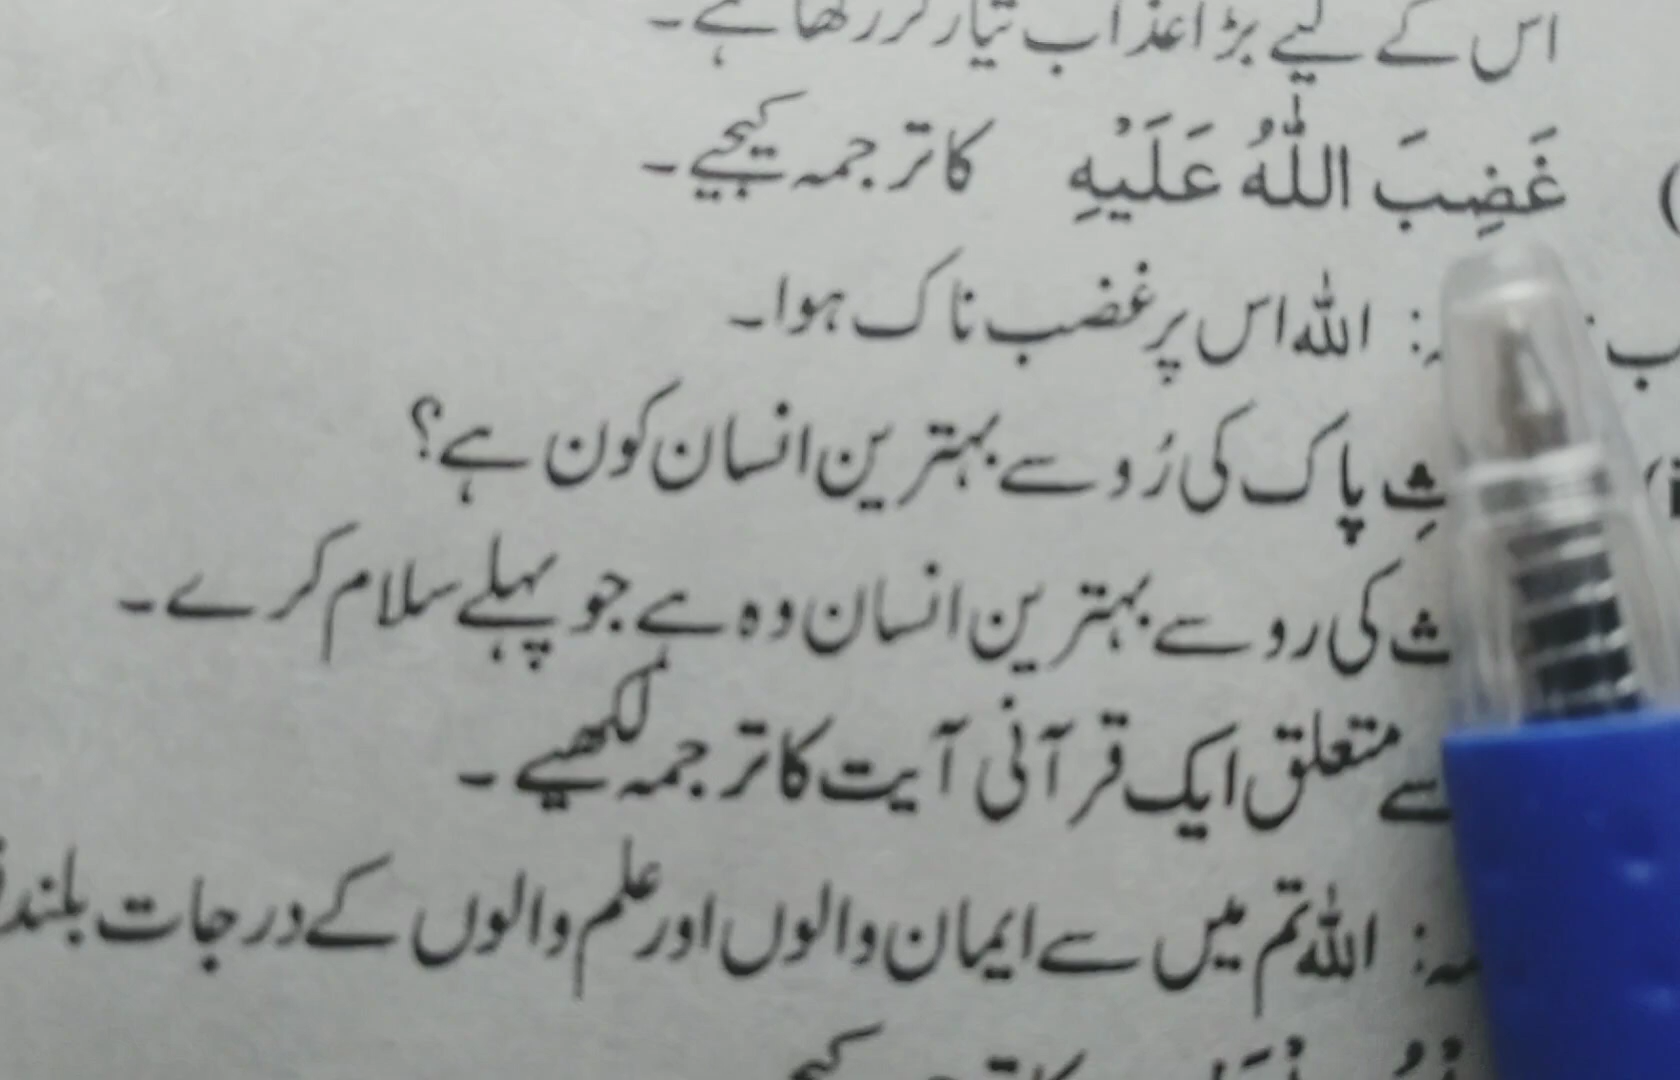 اس کے لیے بڑا عذاب تیار کر رکھا ہے۔
غَضِبَ اللّٰهُ عَلَيْهِ کا ترجمہ کیجیے۔
: اللہ اس پر غضب ناک ہوا۔
پاک کی رُو سے بہترین انسان کون ہے؟
کی رو سے بہترین انسان وہ ہے جو پہلے سلام کرے۔
سے متعلق ایک قرآنی آیت کا ترجمہ لکھیے۔
: اللہ تم میں سے ایمان والوں اور علم والوں کے درجات بلند